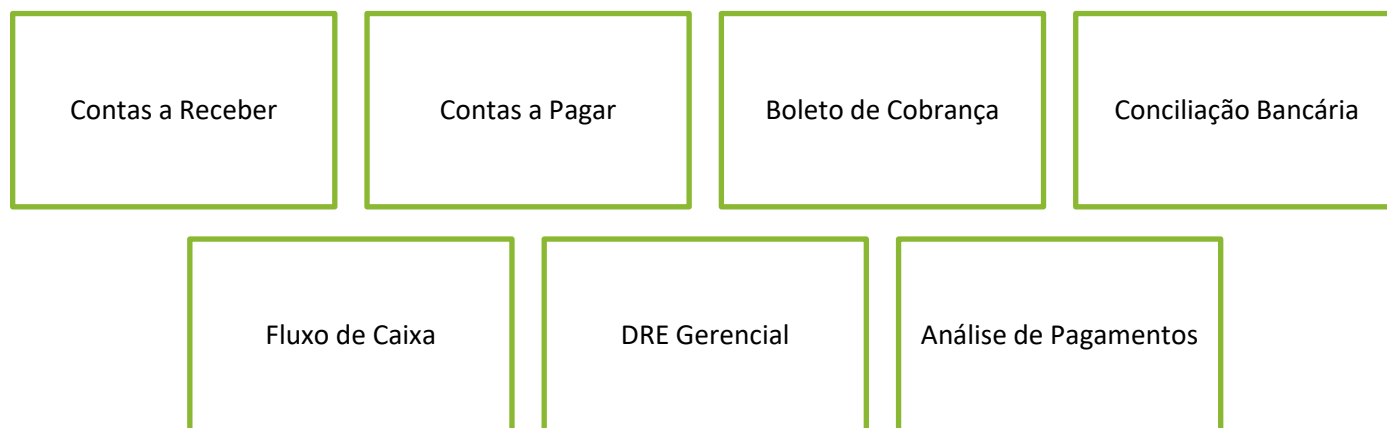 Contas a Receber
Contas a Pagar
Boleto de Cobrança
Conciliação Bancária
Fluxo de Caixa
DRE Gerencial
Análise de Pagamentos